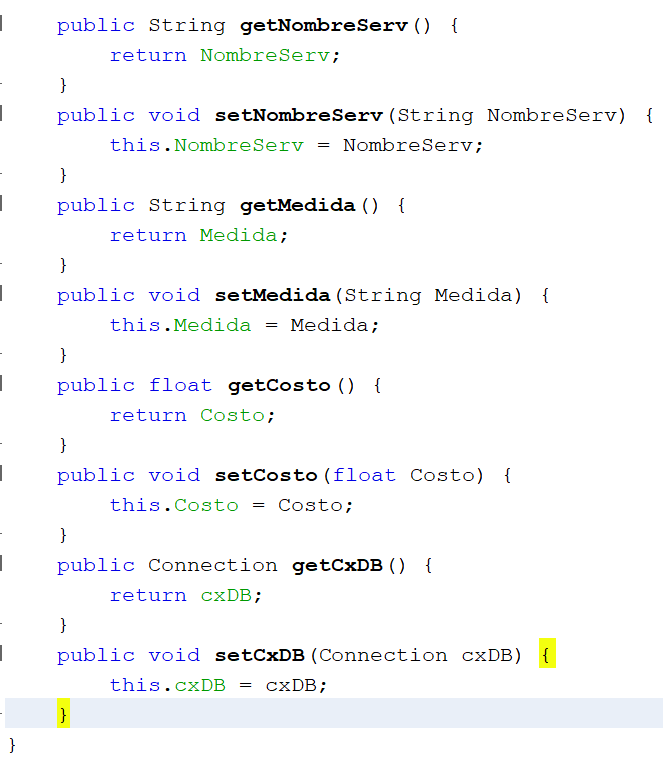 public String getNombreServ() {
return NombreServ;
}
public void setNombreServ(String NombreServ) {
this.NombreServ = NombreServ;
}
public String getMedida() {
return Medida;
}
public void setMedida(String Medida) {
this.Medida = Medida;
}
public float getCosto() {
return Costo;
}
public void setCosto(float Costo) {
this.Costo = Costo;
}
public Connection getCxDB() {
return cxDB;
}
public void setCxDB(Connection cxDB) {
this.cxDB = cxDB;
}
}